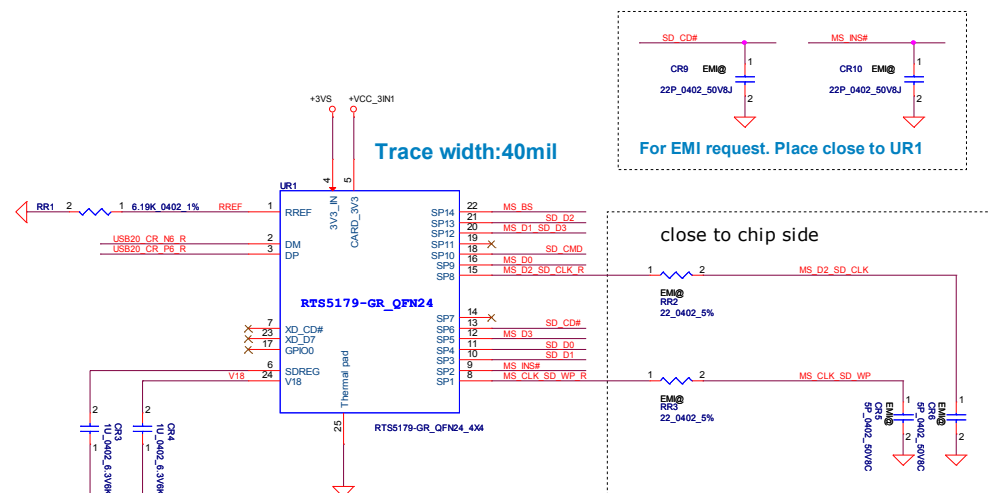 SD_CD#
MS_INS#
CR9 EMI@
1
22P_0402_50V8J
2
CR10 EMI@
1
22P_0402_50V8J
2
For EMI request. Place close to UR1
+3VS
+VCC_3IN1
Trace width:40mil
4
5
UR1
RR1 2 1 6.19K_0402_1% RREF 1 RREF
3V3_IN
CARD_3V3
USB20_CR_N6_R 2 DM
USB20_CR_P6_R 3 DP
SP14 22 MS_BS
SP13 21 SD_D2
SP12 20 MS_D1_SD_D3
SP11 19
SP10 18 SD_CMD
SP9 16 MS_D0
SP8 15 MS_D2_SD_CLK_R
RTS5179-GR_QFN24
7 XD_CD#
23 XD_D7
17 GPIO0
6 SDREG
V18 24 V18
SP7 14
SP6 13 SD_CD#
SP5 12 MS_D3
SP4 11 SD_D0
SP3 10 SD_D1
SP2 9 MS_INS#
SP1 8 MS_CLK_SD_WP_R
Thermal pad
25
RTS5179-GR_QFN24_4X4
close to chip side
1 2 MS_D2_SD_CLK
EMI@
RR2
22_0402_5%
1 2 MS_CLK_SD_WP
EMI@
RR3
22_0402_5%
1
EMI@
CR5
5P_0402_50V8C
2
1
EMI@
CR6
5P_0402_50V8C
2
2
CR3
1
2
CR4
1